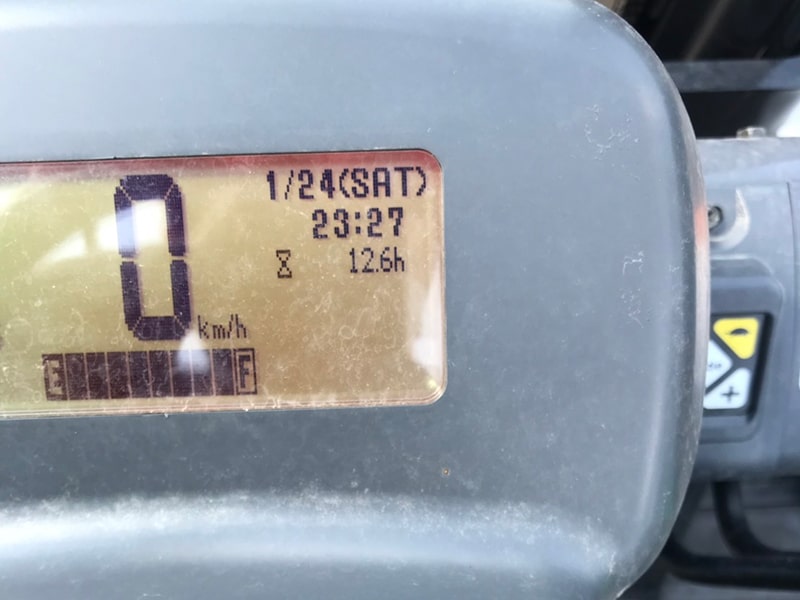 1/24(SAT)
23:27
12.6h
0 km/h
E F
+